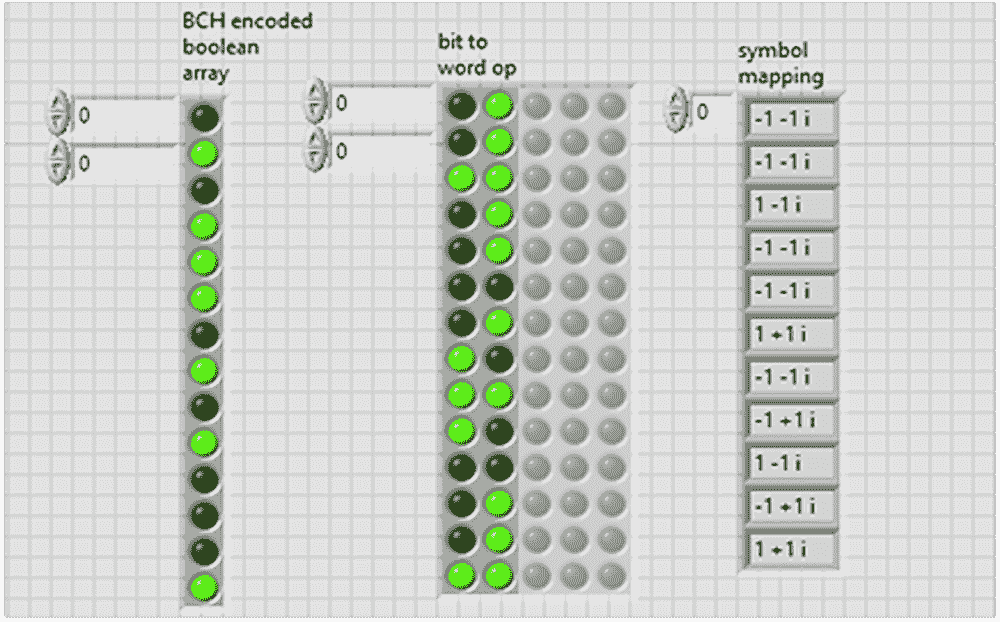 BCH encoded
boolean
array
0
0
bit to
word op
0
0
symbol
mapping
0
-1 -1 i
-1 -1 i
1 -1 i
-1 -1 i
-1 -1 i
1 +1 i
-1 -1 i
-1 +1 i
1 -1 i
-1 +1 i
1 +1 i